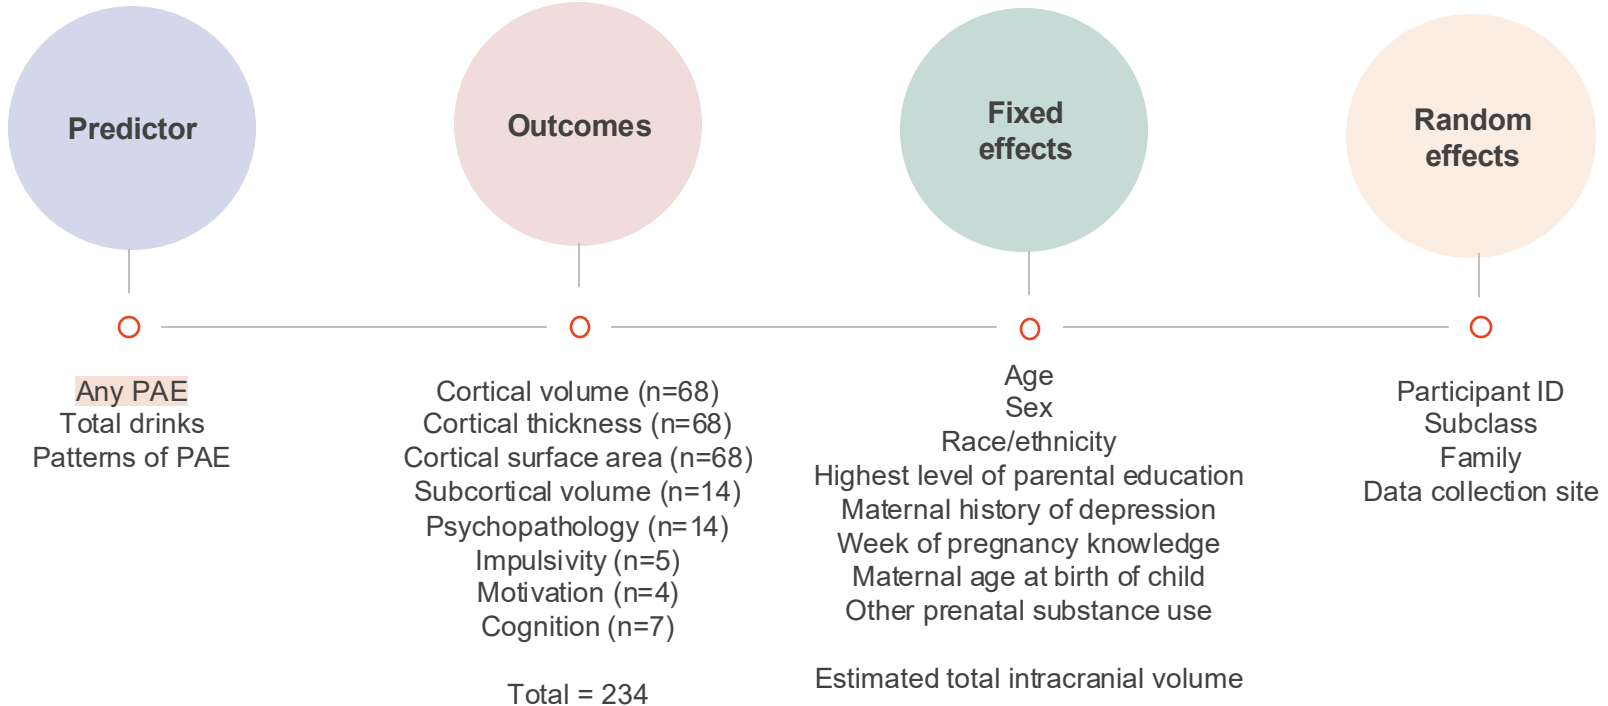 Predictor
Outcomes
Fixed
effects
Random
effects
Any PAE
Total drinks
Patterns of PAE
Cortical volume (n=68)
Cortical thickness (n=68)
Cortical surface area (n=68)
Subcortical volume (n=14)
Psychopathology (n=14)
Impulsivity (n=5)
Motivation (n=4)
Cognition (n=7)
Total = 234
Age
Sex
Race/ethnicity
Highest level of parental education
Maternal history of depression
Week of pregnancy knowledge
Maternal age at birth of child
Other prenatal substance use
Estimated total intracranial volume
Participant ID
Subclass
Family
Data collection site